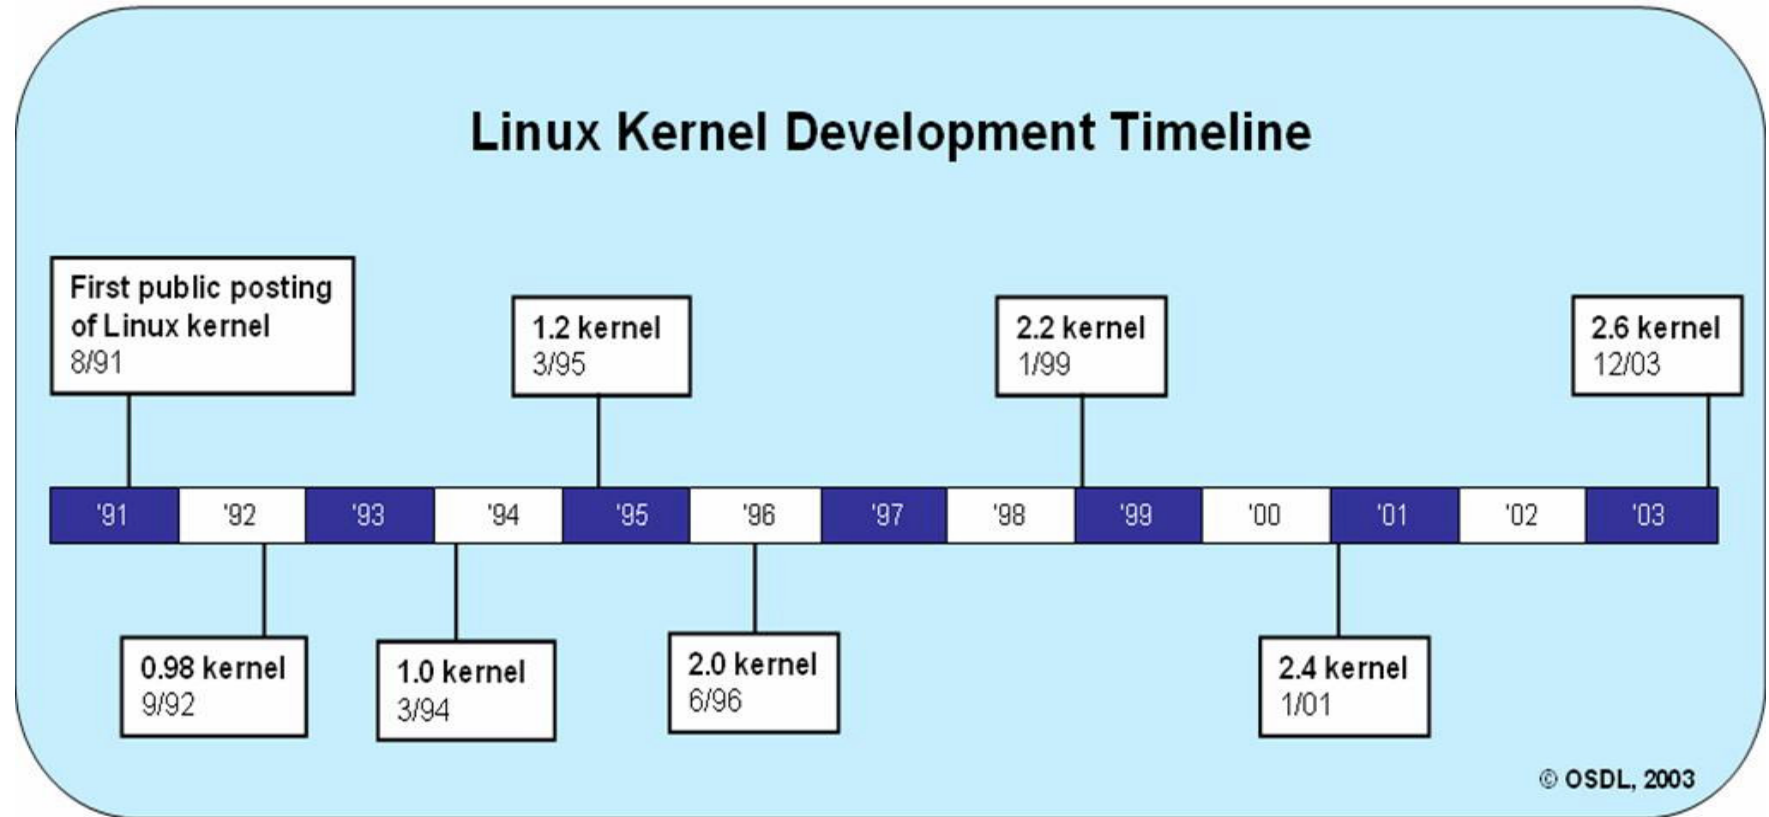 Linux Kernel Development Timeline
First public posting
of Linux kernel
8/91
1.2 kernel
3/95
2.2 kernel
1/99
2.6 kernel
12/03
'91 '92 '93 '94 '95 '96 '97 '98 '99 '00 '01 '02 '03
0.98 kernel
9/92
1.0 kernel
3/94
2.0 kernel
6/96
2.4 kernel
1/01
© OSDL, 2003